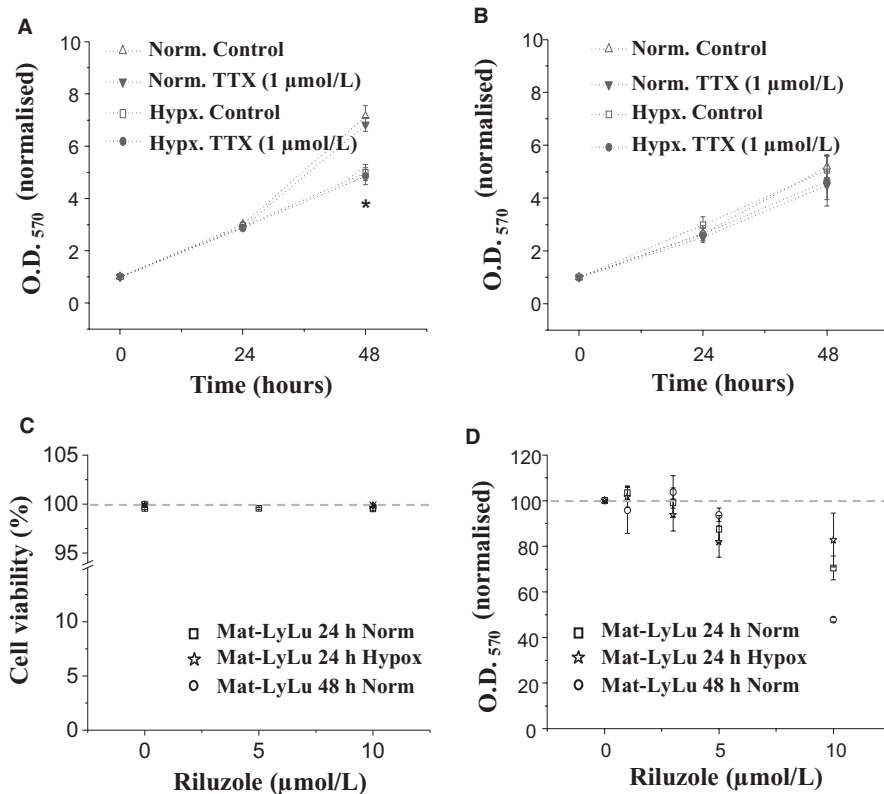 A
10
8
6
4
2
0
O.D. 570 (normalised)
Norm. Control
Norm. TTX (1 µmol/L)
Hypx. Control
Hypx. TTX (1 µmol/L)
*
0
24
48
Time (hours)
B
10
8
6
4
2
0
O.D. 570 (normalised)
Norm. Control
Norm. TTX (1 µmol/L)
Hypx. Control
Hypx. TTX (1 µmol/L)
0
24
48
Time (hours)
C
105
100
95
10
5
0
Cell viability (%)
Mat-LyLu 24 h Norm
Mat-LyLu 24 h Hypox
Mat-LyLu 48 h Norm
0
5
10
Riluzole (µmol/L)
D
120
100
80
60
40
20
0
O.D. 570 (normalised)
Mat-LyLu 24 h Norm
Mat-LyLu 24 h Hypox
Mat-LyLu 48 h Norm
0
5
10
Riluzole (µmol/L)